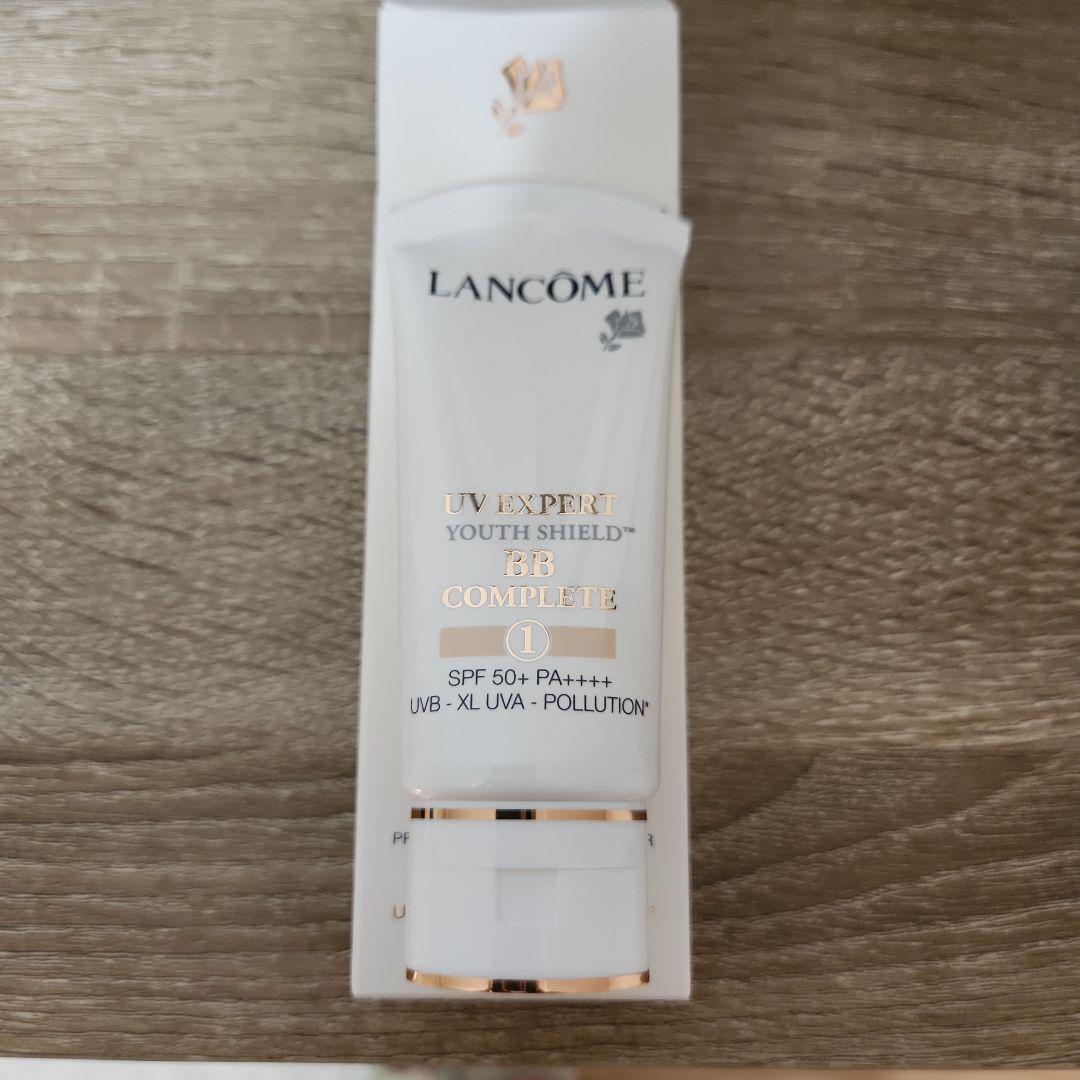 LANCÔME
UV EXPERT
YOUTH SHIELD™
BB
COMPLETE
1
SPF 50+ PA++++
UVB - XL UVA - POLLUTION*